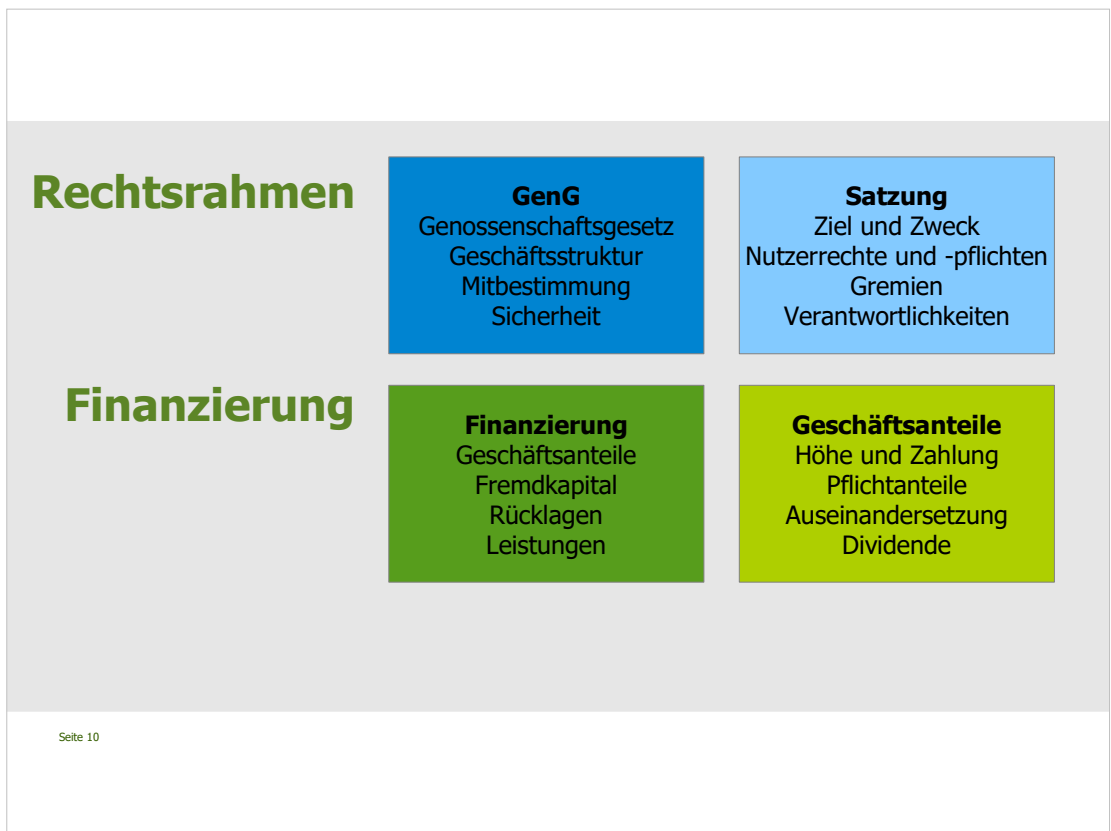 Rechtsrahmen
GenG
Genossenschaftsgesetz
Geschäftsstruktur
Mitbestimmung
Sicherheit
Satzung
Ziel und Zweck
Nutzerrechte und -pflichten
Gremien
Verantwortlichkeiten
Finanzierung
Finanzierung
Geschäftsanteile
Fremdkapital
Rücklagen
Leistungen
Geschäftsanteile
Höhe und Zahlung
Pflichtanteile
Auseinandersetzung
Dividende
Seite 10